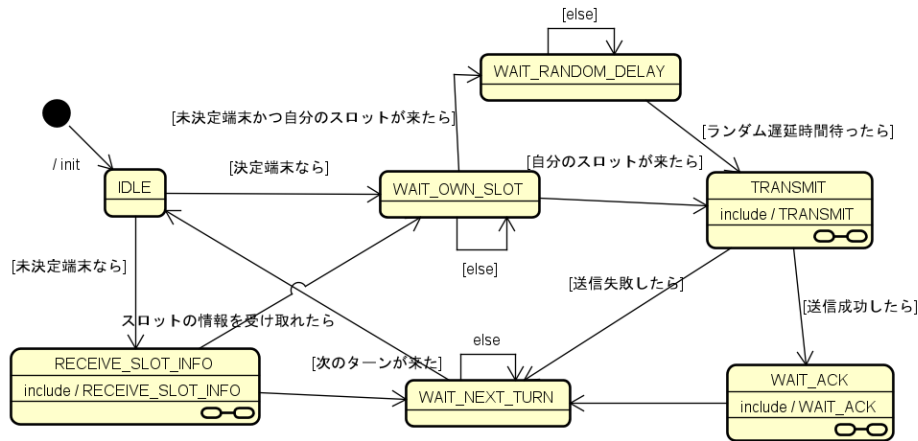 [else]
WAIT_RANDOM_DELAY
[未決定端末かつ自分のスロットが来たら]
[ランダム遅延時間待ったら]
/ init
IDLE
[決定端末なら]
WAIT_OWN_SLOT
[自分のスロットが来たら]
TRANSMIT
include / TRANSMIT
[else]
[未決定端末なら]
[送信失敗したら]
[送信成功したら]
スロットの情報を受け取れたら
RECEIVE_SLOT_INFO
include / RECEIVE_SLOT_INFO
[次のターンが来た]
else
WAIT_NEXT_TURN
WAIT_ACK
include / WAIT_ACK